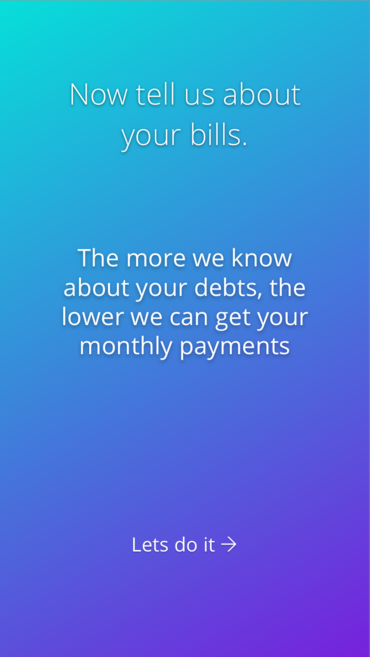 Now tell us about
your bills.
The more we know
about your debts, the
lower we can get your
monthly payments
Lets do it →